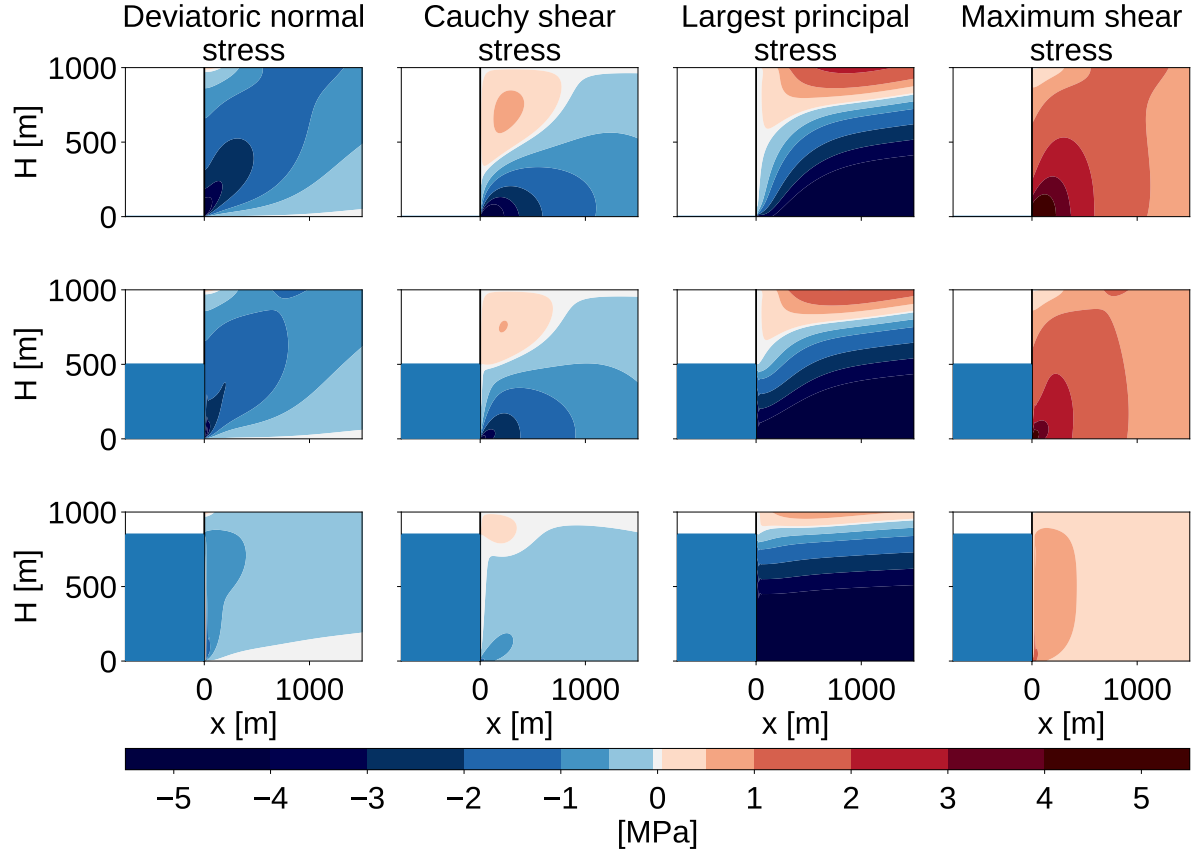 Deviatoric normal stress
Cauchy shear stress
Largest principal stress
Maximum shear stress
1000
H [m]
500
0
1000
H [m]
500
0
1000
H [m]
500
0
0 1000 0 1000 0 1000 0 1000
x [m] x [m] x [m] x [m]
−5 −4 −3 −2 −1 0 1 2 3 4 5
[MPa]